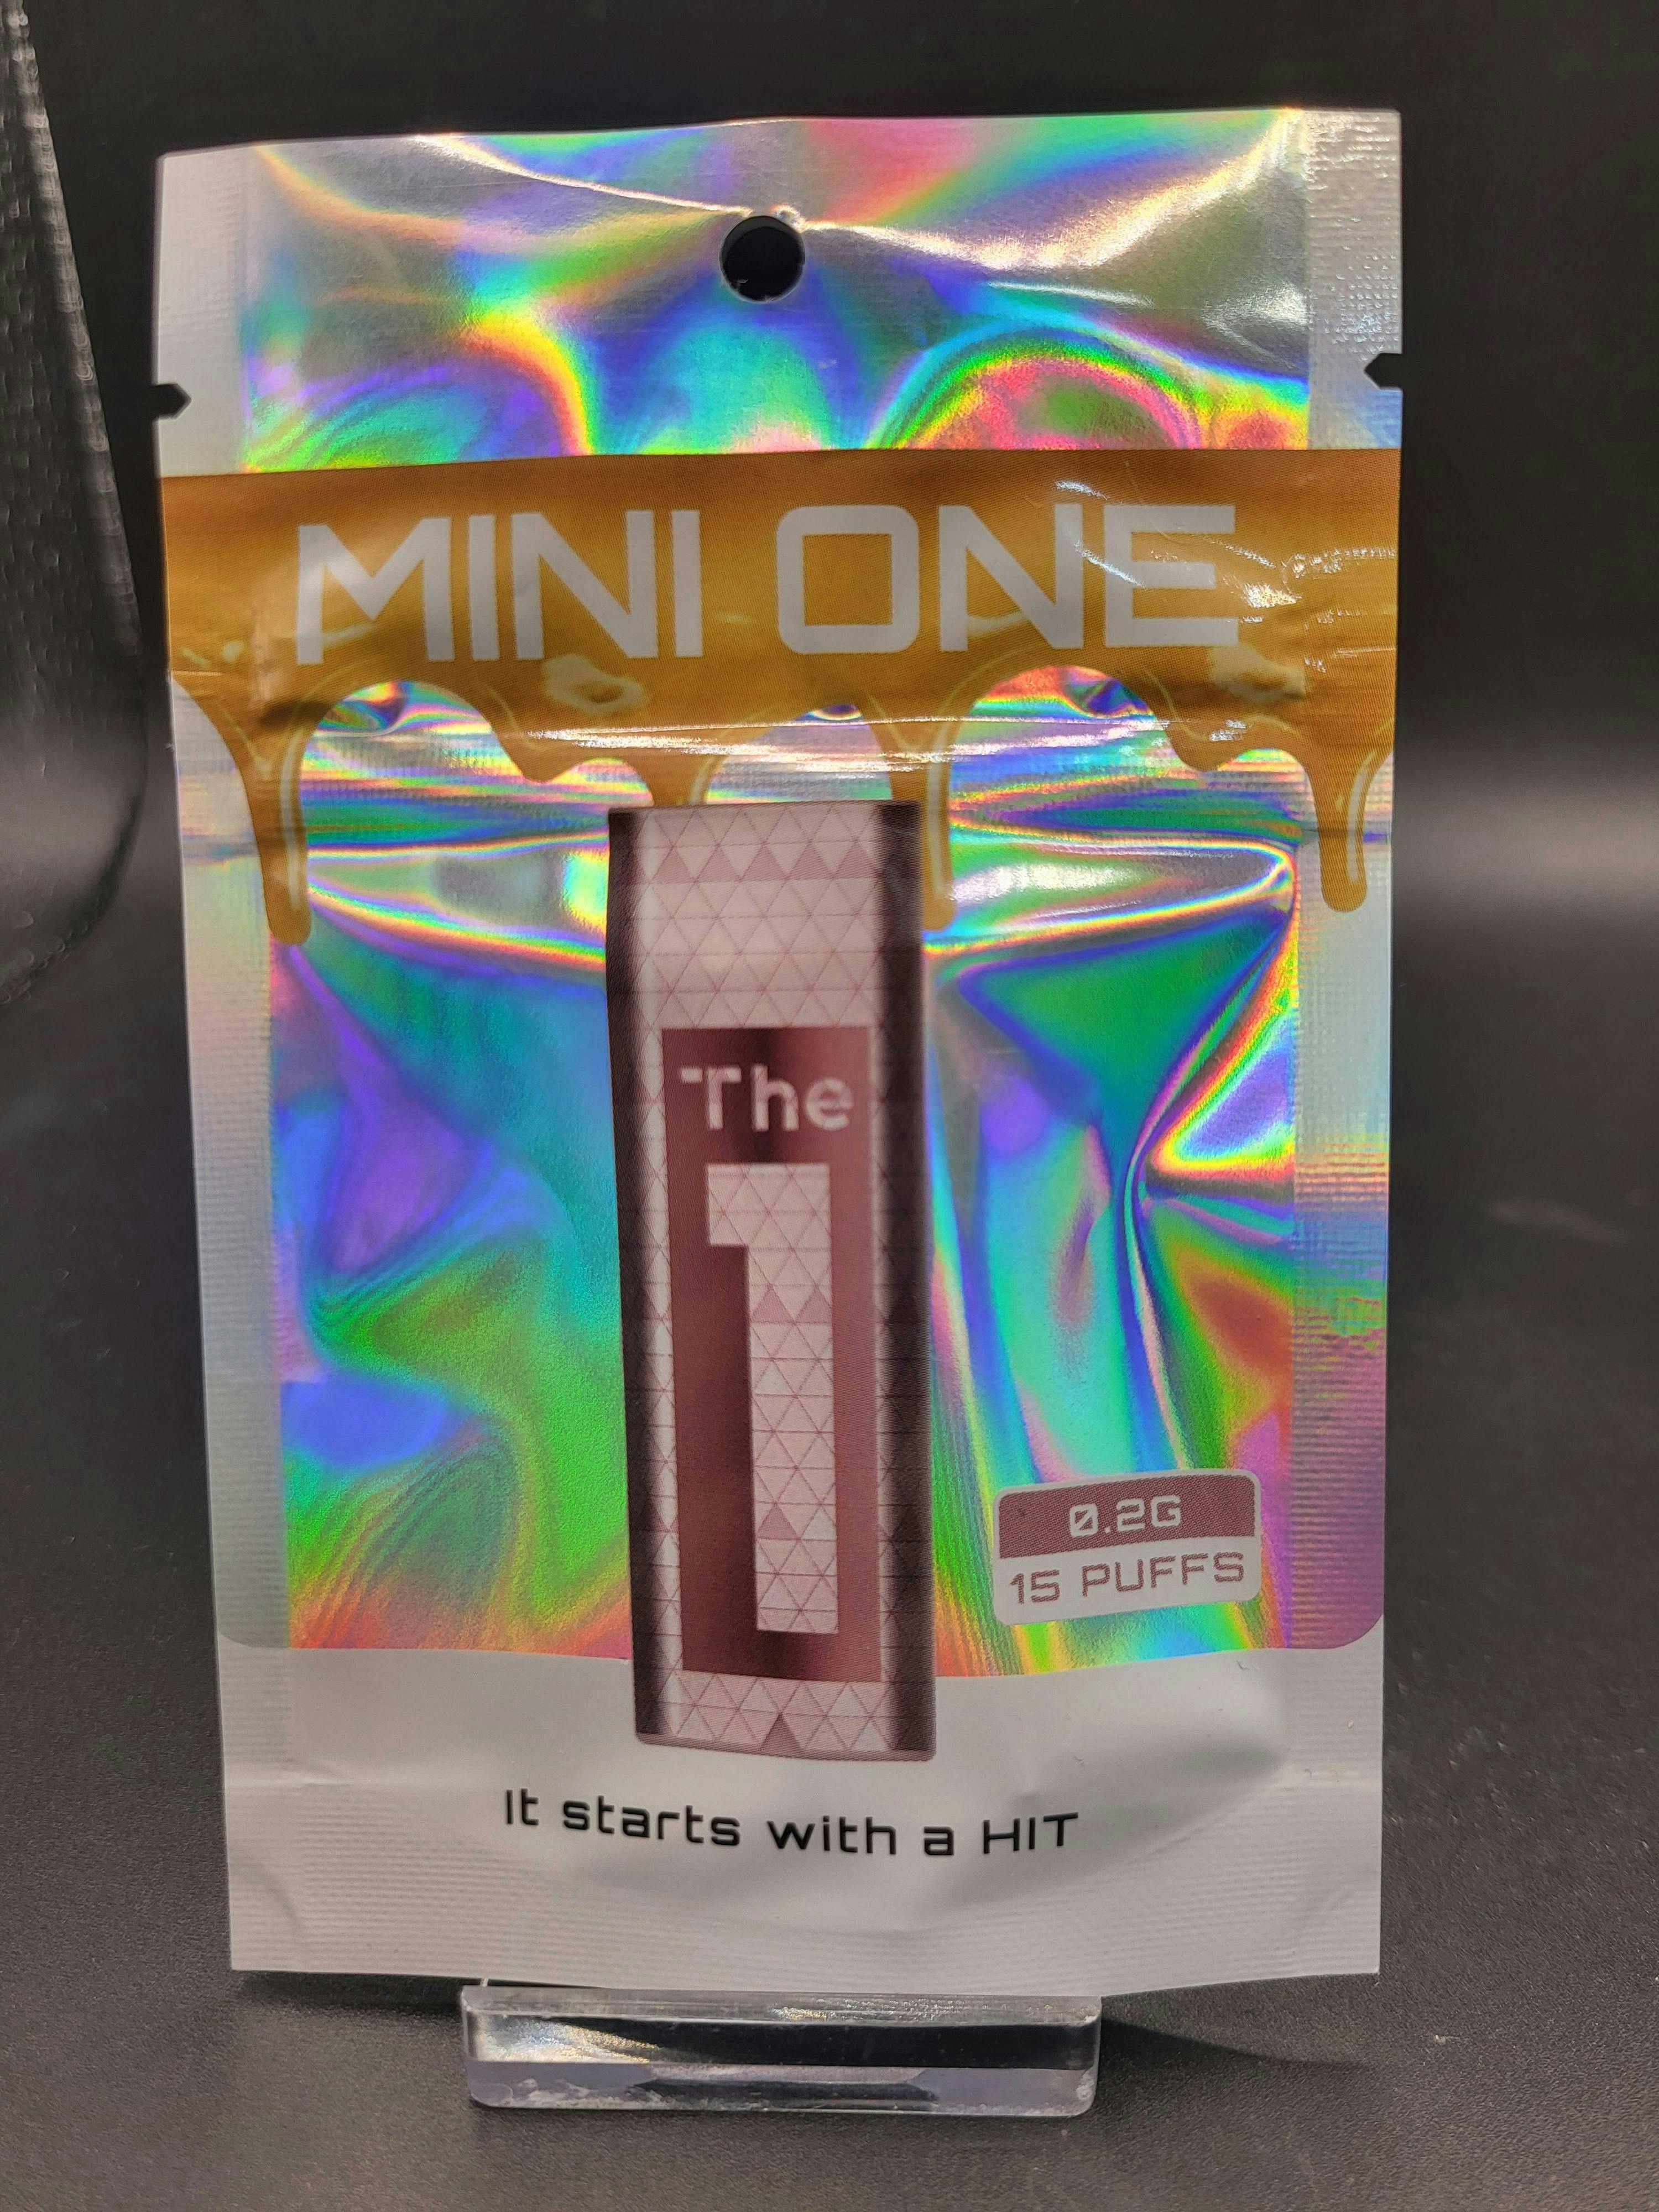 MINI ONE
The
1
0.2G
15 PUFFS
It starts with a HIT